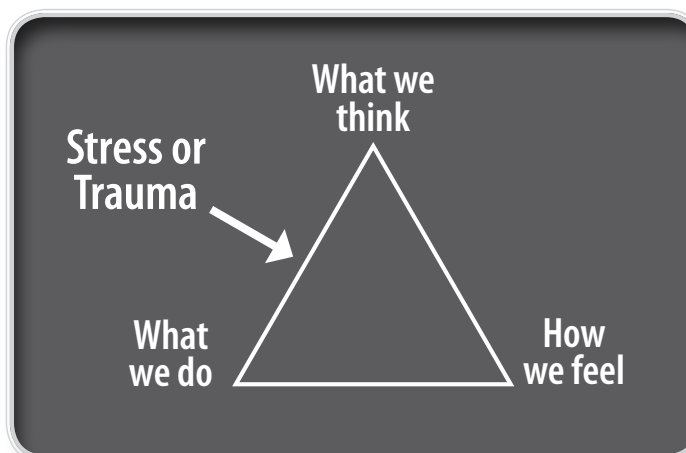 What we
think
Stress or
Trauma
What
we do
How
we feel